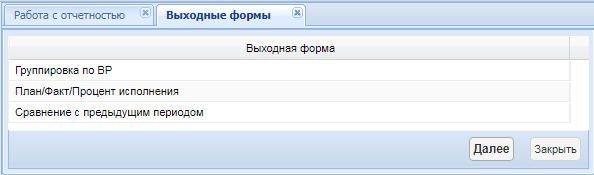 Работа с отчетностью Выходные формы
Выходная форма
Группировка по ВР
План/Факт/Процент исполнения
Сравнение с предыдущим периодом
Далее Закрыть